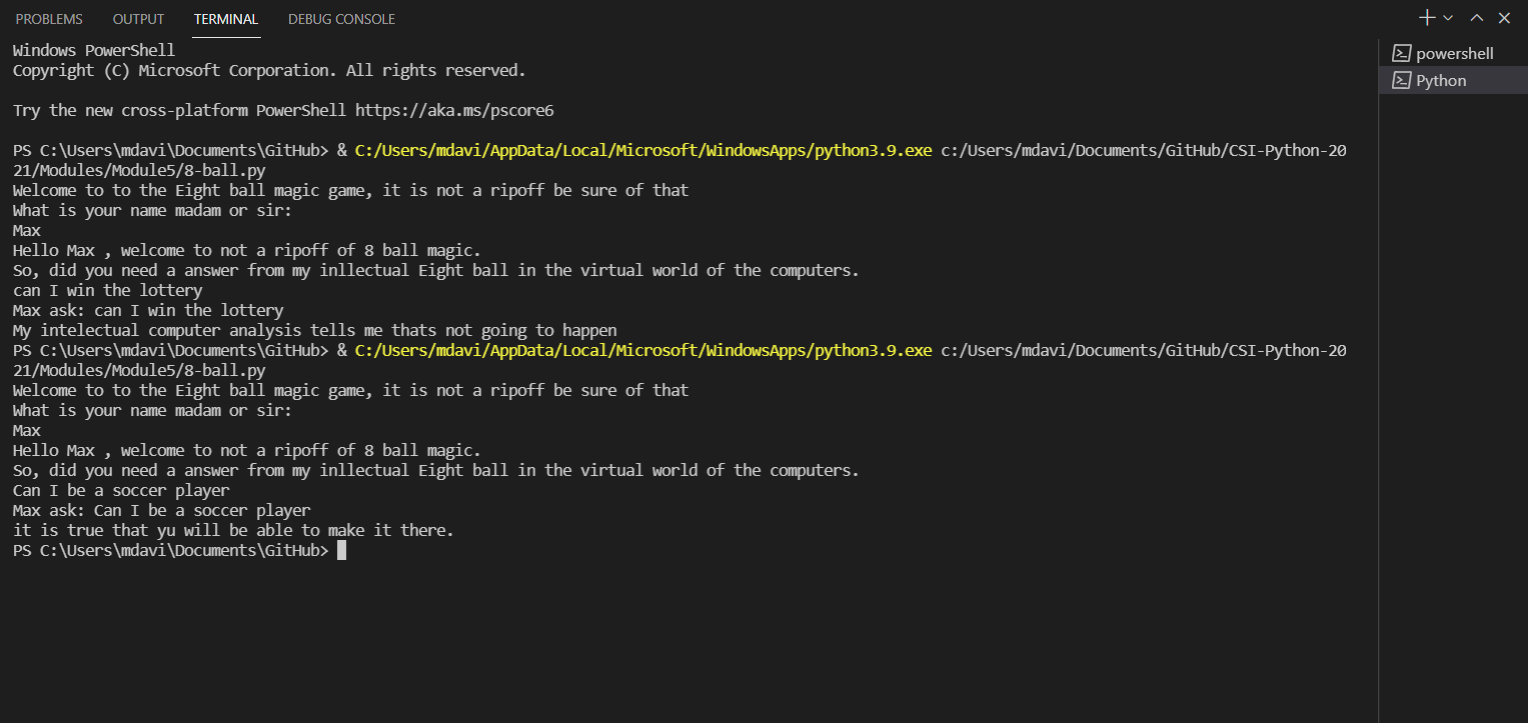 PROBLEMS OUTPUT TERMINAL DEBUG CONSOLE
Windows PowerShell
Copyright (C) Microsoft Corporation. All rights reserved.
Try the new cross-platform PowerShell https://aka.ms/pscore6
PS C:\Users\mdavi\Documents\GitHub> & C:/Users/mdavi/AppData/Local/Microsoft/WindowsApps/python3.9.exe c:/Users/mdavi/Documents/GitHub/CSI-Python-20
21/Modules/Module5/8-ball.py
Welcome to to the Eight ball magic game, it is not a ripoff be sure of that
What is your name madam or sir:
Max
Hello Max , welcome to not a ripoff of 8 ball magic.
So, did you need a answer from my inllectual Eight ball in the virtual world of the computers.
can I win the lottery
Max ask: can I win the lottery
My intelectual computer analysis tells me thats not going to happen
PS C:\Users\mdavi\Documents\GitHub> & C:/Users/mdavi/AppData/Local/Microsoft/WindowsApps/python3.9.exe c:/Users/mdavi/Documents/GitHub/CSI-Python-20
21/Modules/Module5/8-ball.py
Welcome to to the Eight ball magic game, it is not a ripoff be sure of that
What is your name madam or sir:
Max
Hello Max , welcome to not a ripoff of 8 ball magic.
So, did you need a answer from my inllectual Eight ball in the virtual world of the computers.
Can I be a soccer player
Max ask: Can I be a soccer player
it is true that yu will be able to make it there.
PS C:\Users\mdavi\Documents\GitHub>
powershell
Python